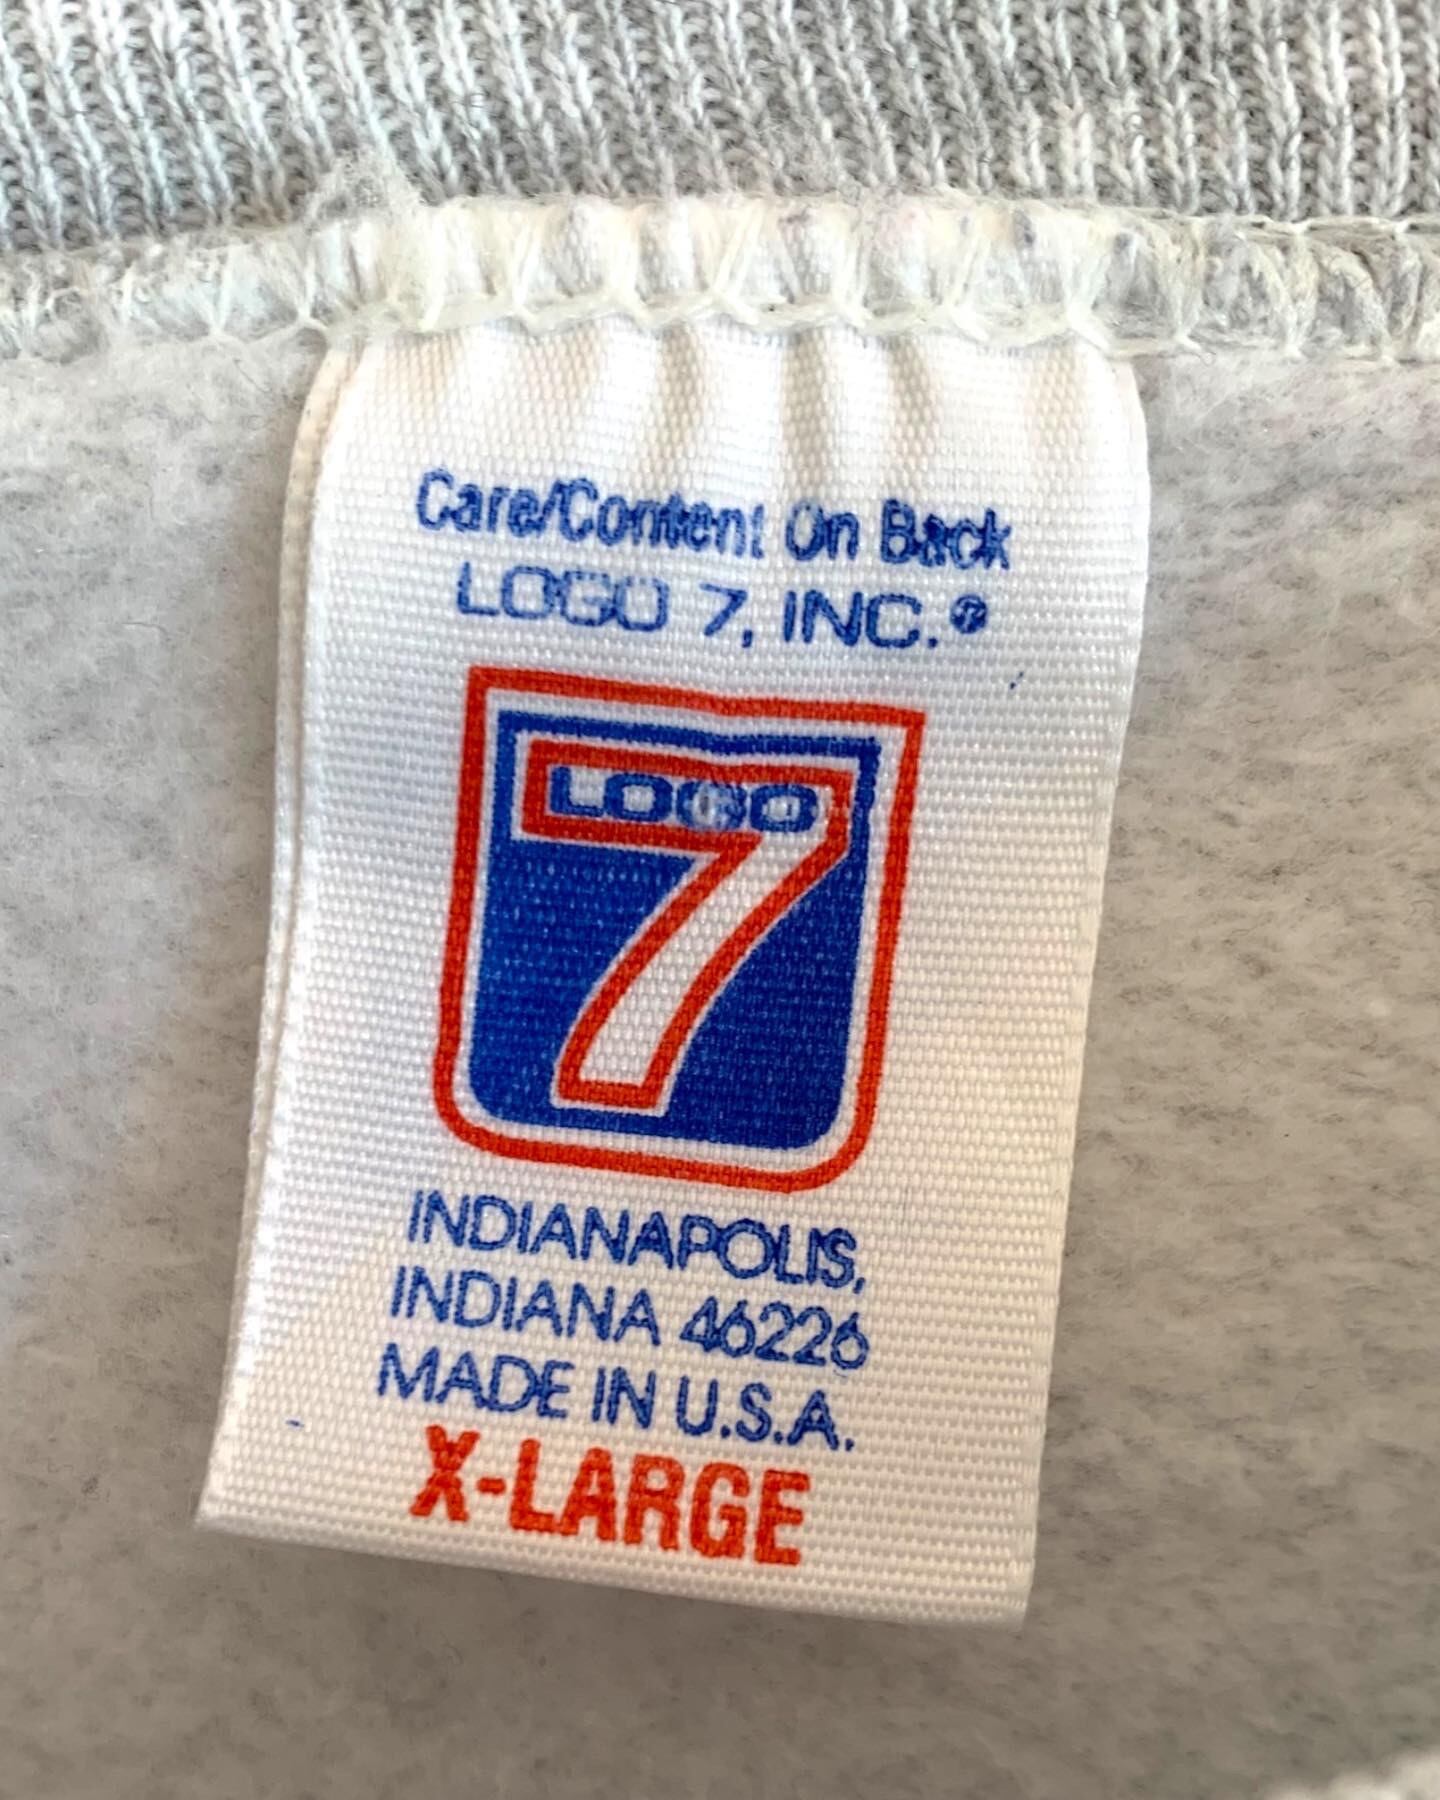 Care/Content On Back
LOGO 7, INC.®
LOGO
7
INDIANAPOLIS,
INDIANA 46226
MADE IN U.S.A.
X-LARGE